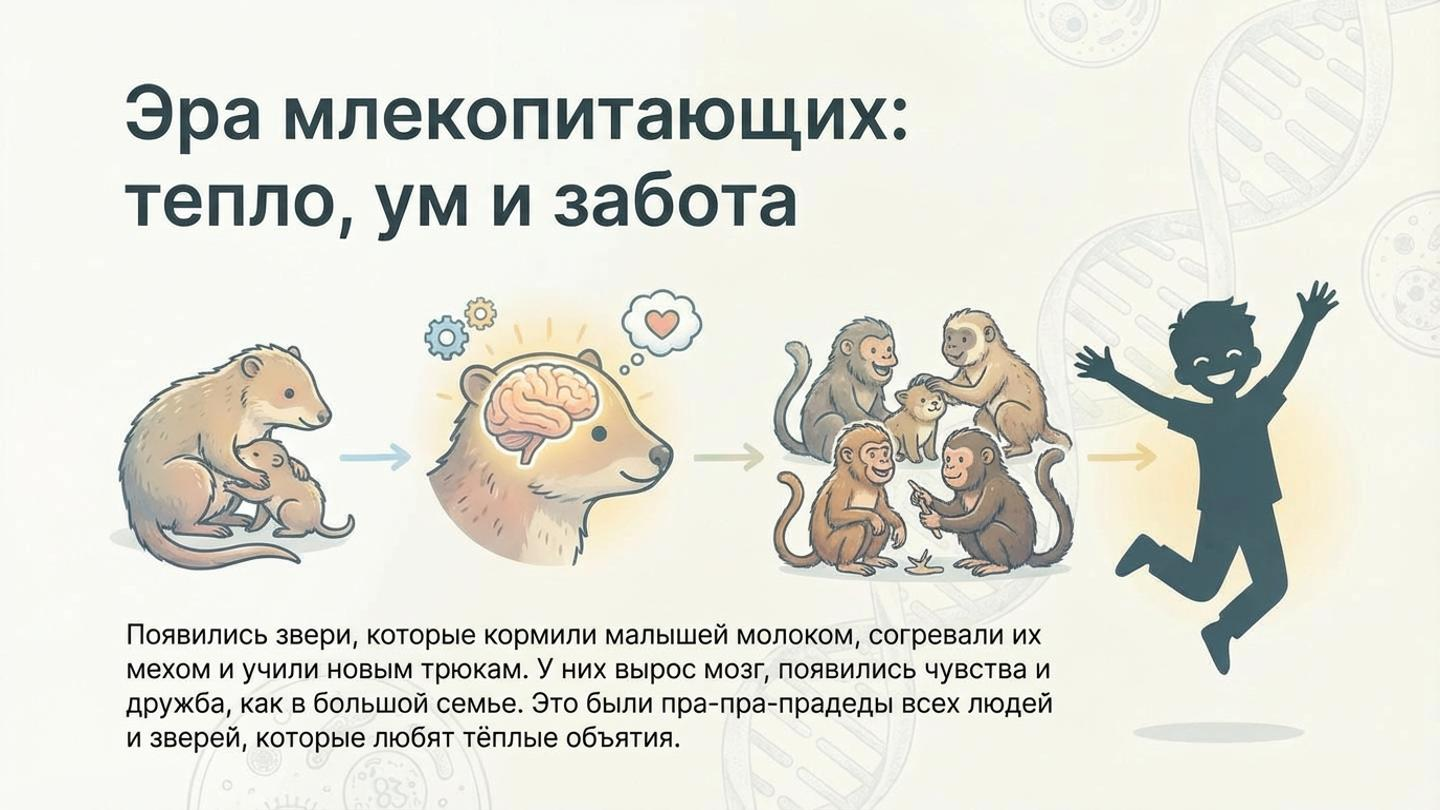 Эра млекопитающих:
тепло, ум и забота
Появились звери, которые кормили малышей молоком, согревали их
мехом и учили новым трюкам. У них вырос мозг, появились чувства и
дружба, как в большой семье. Это были пра-пра-прадеды всех людей
и зверей, которые любят тёплые объятия.